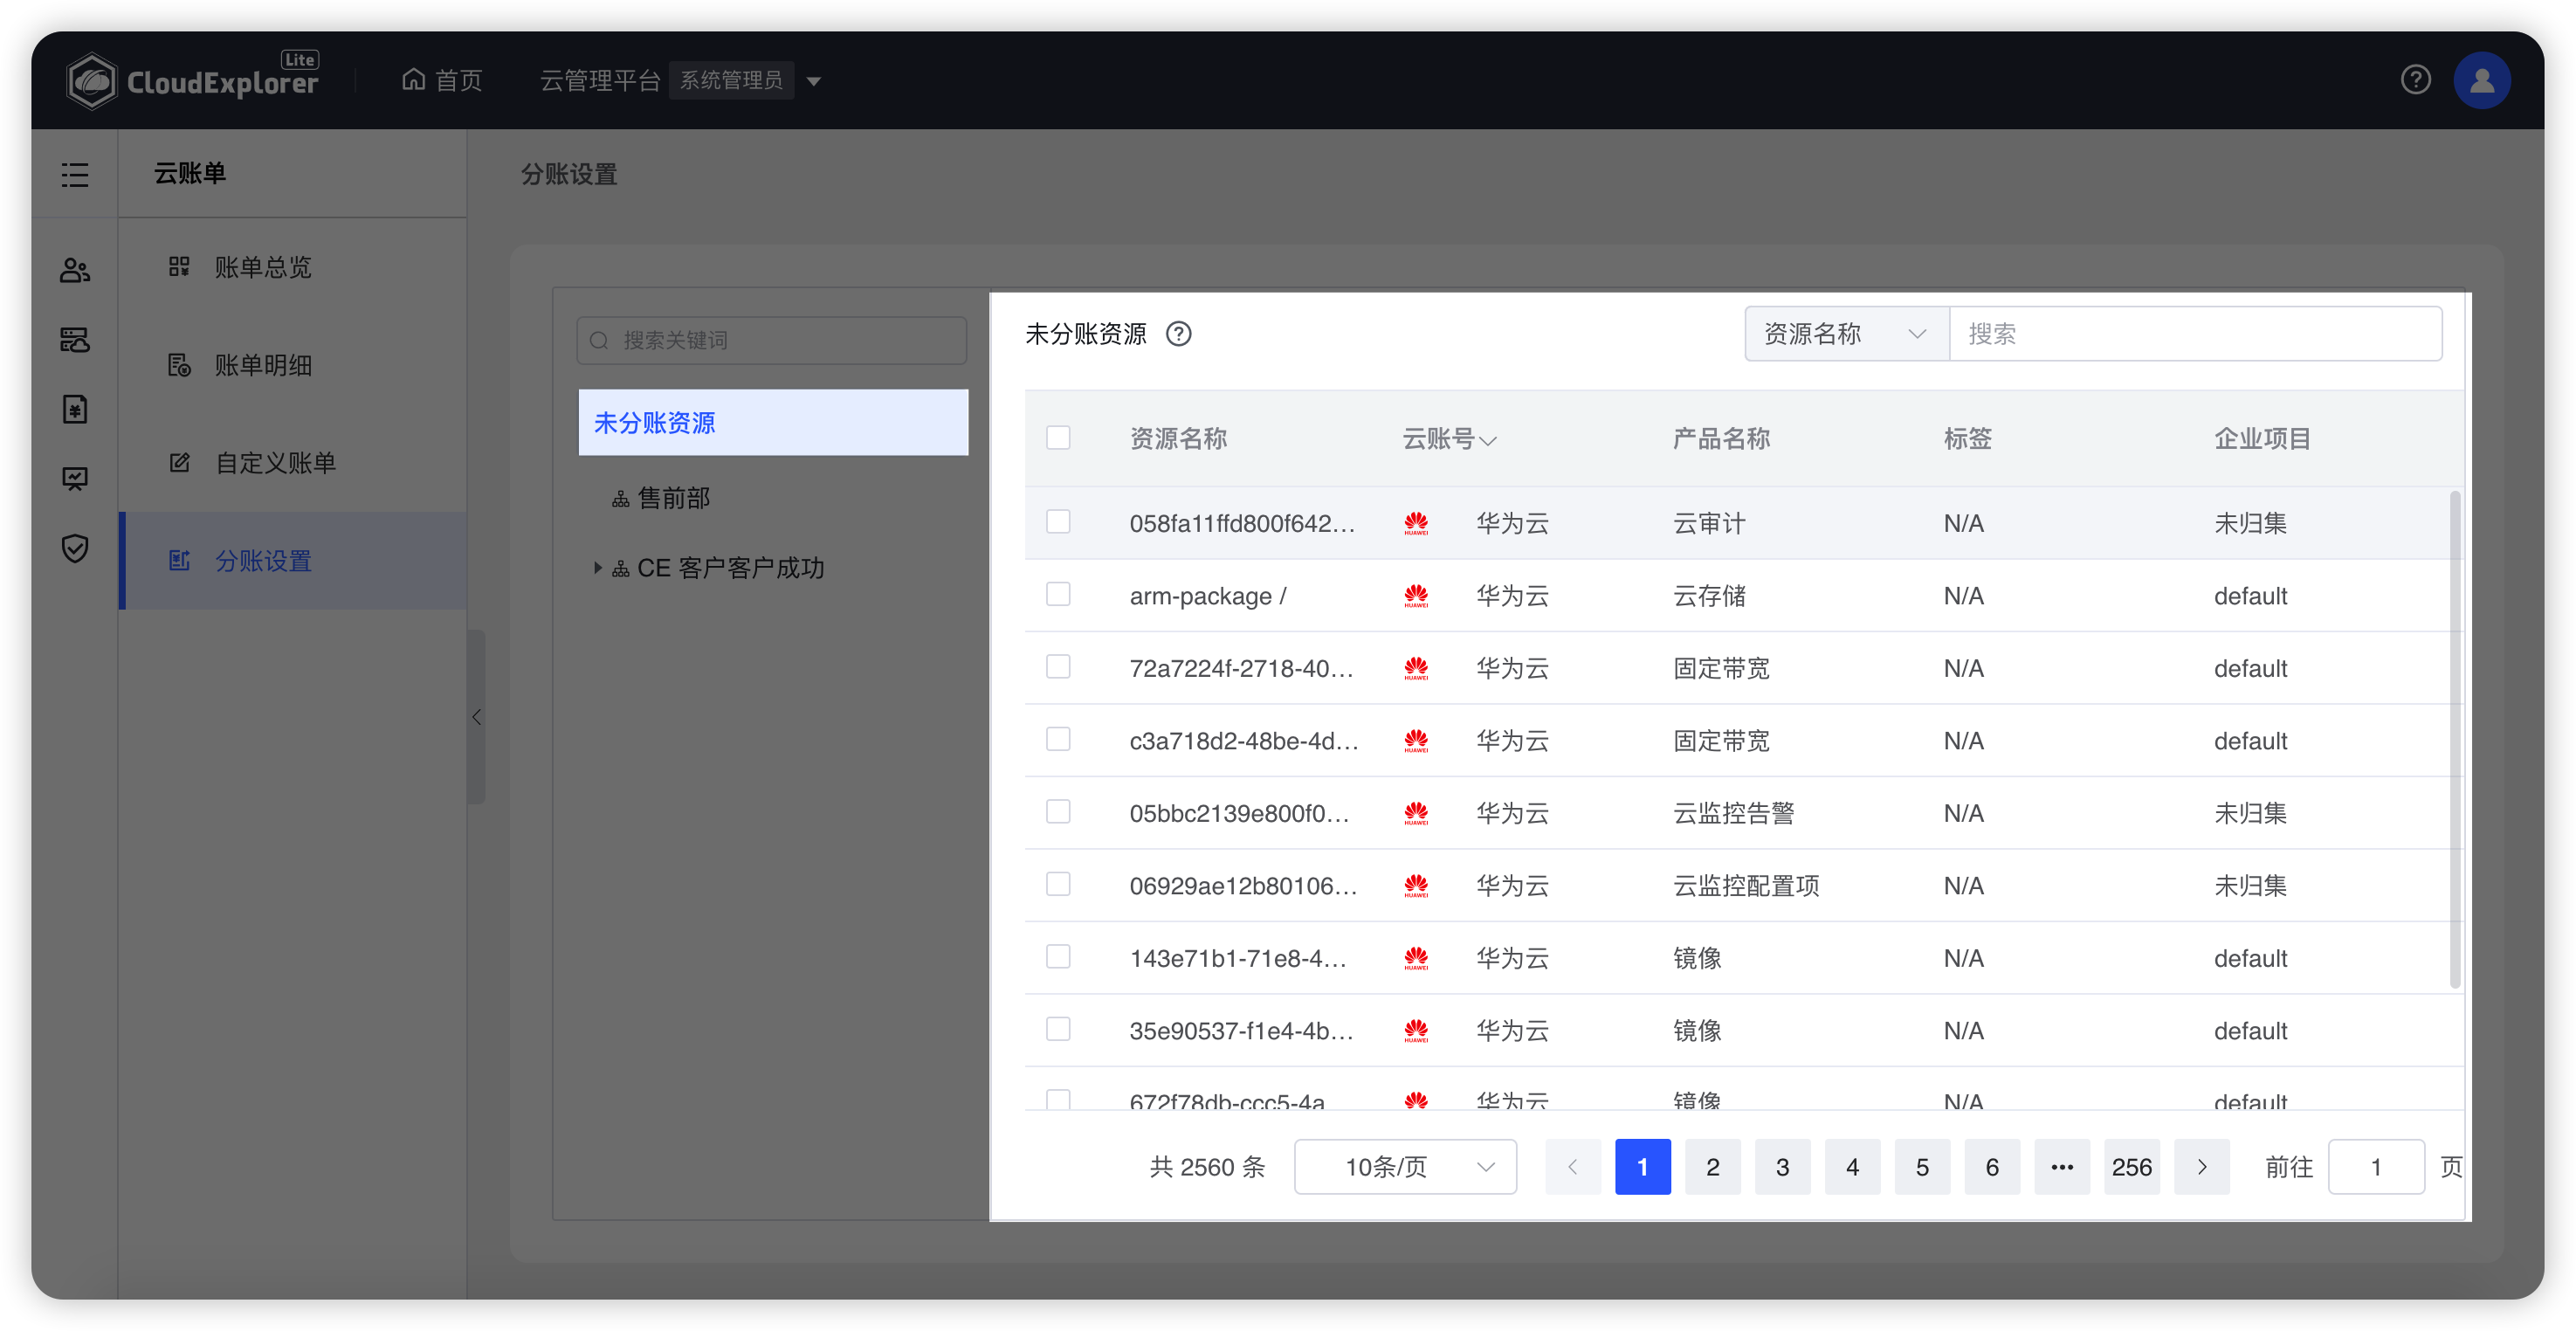 CloudExplorer Lite
首页
云管理平台 系统管理员
云账单
账单总览
账单明细
自定义账单
分账设置
分账设置
搜索关键词
未分账资源
售前部
CE 客户客户成功
未分账资源
资源名称 搜索
资源名称 云账号 产品名称 标签 企业项目
058fa11ffd800f642... HUAWEI 华为云 云审计 N/A 未归集
arm-package / HUAWEI 华为云 云存储 N/A default
72a7224f-2718-40... HUAWEI 华为云 固定带宽 N/A default
c3a718d2-48be-4d... HUAWEI 华为云 固定带宽 N/A default
05bbc2139e800f0... HUAWEI 华为云 云监控告警 N/A 未归集
06929ae12b80106... HUAWEI 华为云 云监控配置项 N/A 未归集
143e71b1-71e8-4... HUAWEI 华为云 镜像 N/A default
35e90537-f1e4-4b... HUAWEI 华为云 镜像 N/A default
672f78db-ccc5-4a 华为云 镜像 N/A default
共 2560 条 10条/页 1 2 3 4 5 6 ••• 256 前往 1 页